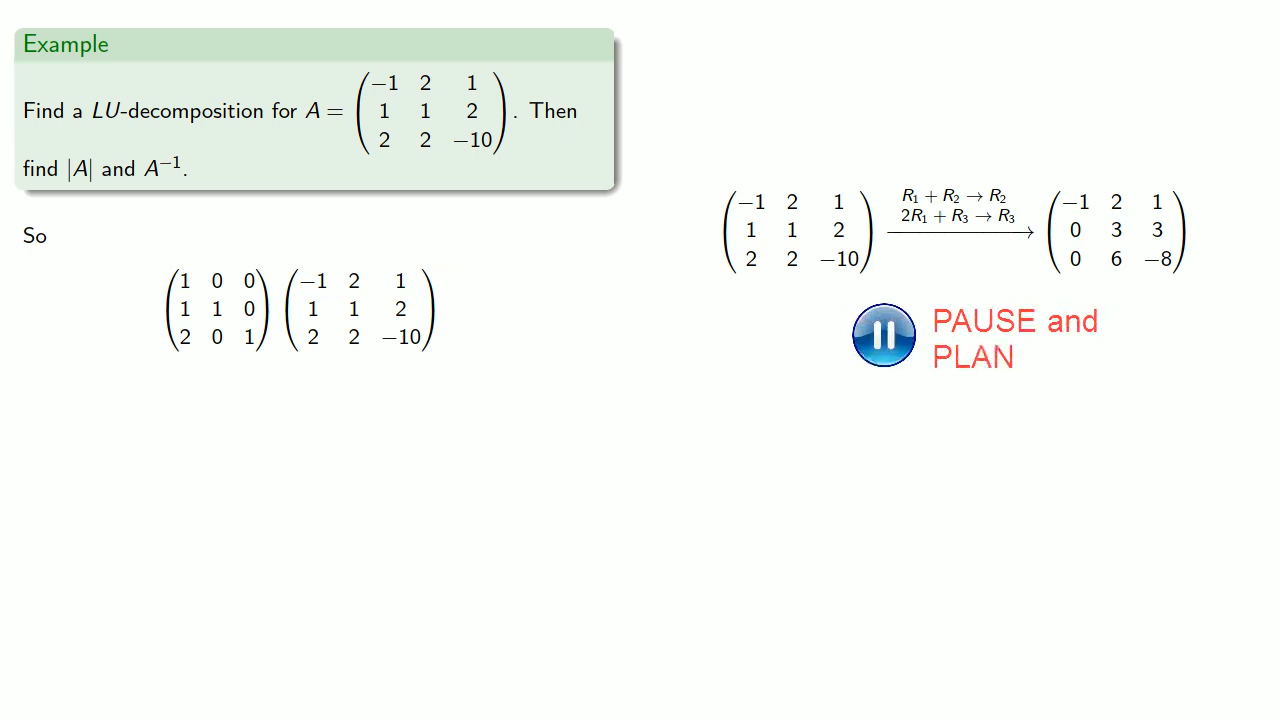 Example
Find a LU-decomposition for A = (−1 2 1; 1 1 2; 2 2 −10). Then
find |A| and A⁻¹.
So
(1 0 0; 1 1 0; 2 0 1) (−1 2 1; 1 1 2; 2 2 −10)
(−1 2 1; 1 1 2; 2 2 −10) R₁ + R₂ → R₂ 2R₁ + R₃ → R₃ (−1 2 1; 0 3 3; 0 6 −8)
PAUSE and
PLAN